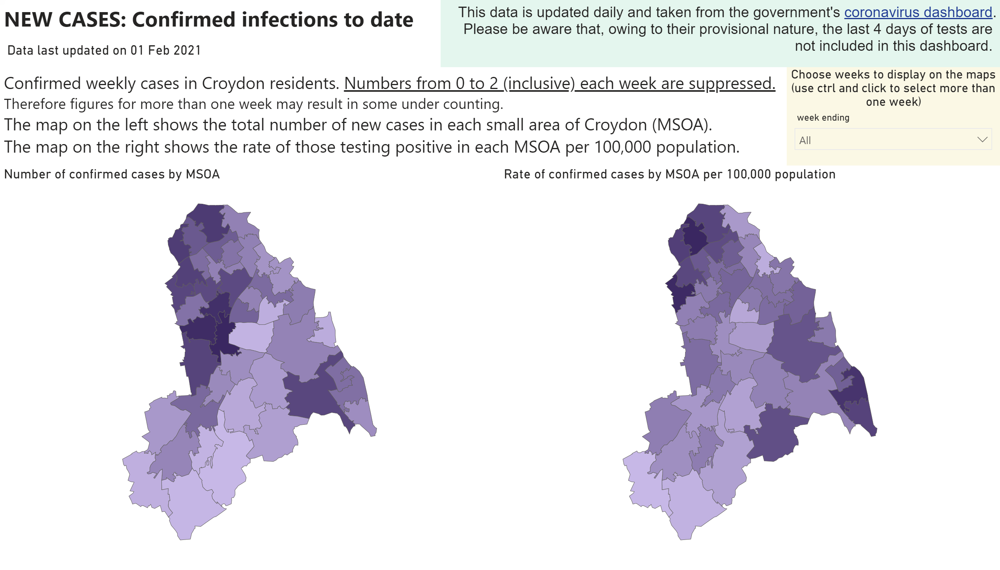 NEW CASES: Confirmed infections to date
Data last updated on 01 Feb 2021
This data is updated daily and taken from the government's coronavirus dashboard.
Please be aware that, owing to their provisional nature, the last 4 days of tests are
not included in this dashboard.
Confirmed weekly cases in Croydon residents. Numbers from 0 to 2 (inclusive) each week are suppressed.
Therefore figures for more than one week may result in some under counting.
The map on the left shows the total number of new cases in each small area of Croydon (MSOA).
The map on the right shows the rate of those testing positive in each MSOA per 100,000 population.
Choose weeks to display on the maps
(use ctrl and click to select more than
one week)
week ending
All
Number of confirmed cases by MSOA
Rate of confirmed cases by MSOA per 100,000 population